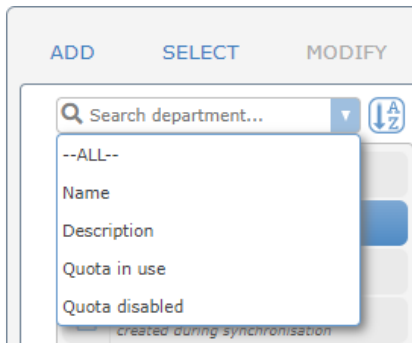 ADD SELECT MODIFY
Search department...
A
Z
--ALL--
Name
Description
Quota in use
Quota disabled
created during synchronisation